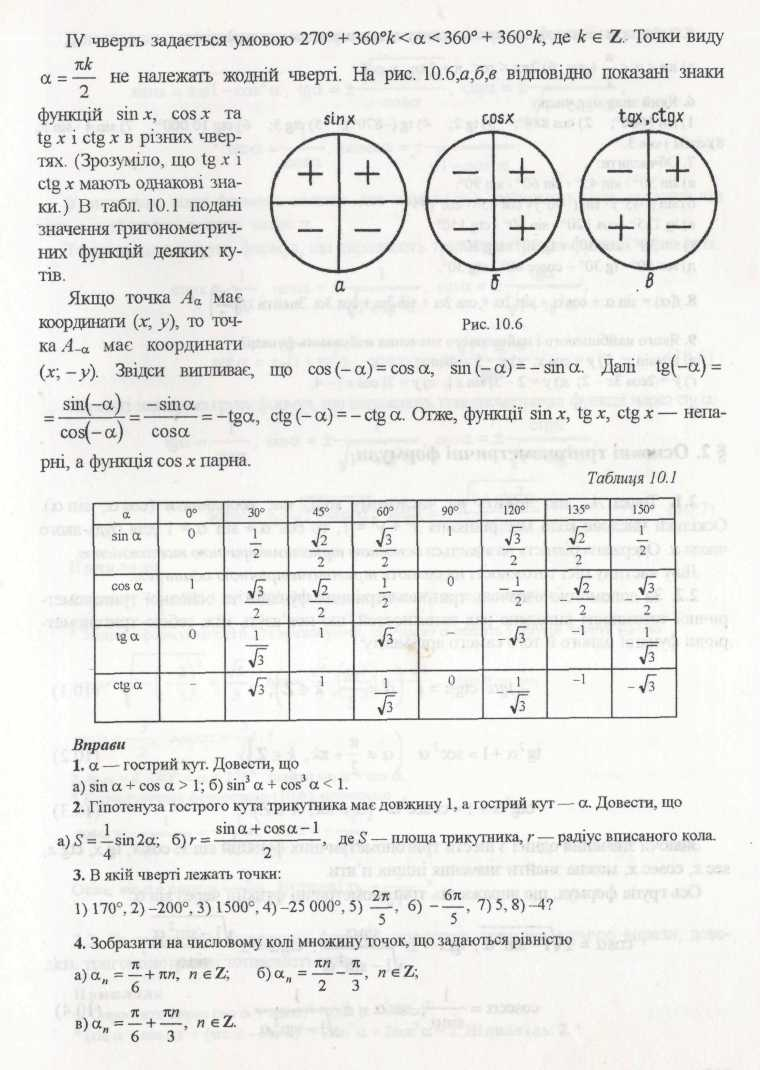 IV чверть задається умовою 270° + 360°k < α < 360° + 360°k, де k ∈ Z. Точки виду
α = πk/2 не належать жодній чверті. На рис. 10.6,а,б,в відповідно показані знаки
функцій sin x, cos x та
tg x і ctg x в різних чвер-
тях. (Зрозуміло, що tg x і
ctg x мають однакові зна-
ки.) В табл. 10.1 подані
значення тригонометрич-
них функцій деяких ку-
тів.
Якщо точка Aα має
координати (x; y), то точ-
ка A₋α має координати
sin x cos x tgx, ctgx
+ + − + − +
− − − + + −
а б в
Рис. 10.6
(x; −y). Звідси випливає, що cos (− α) = cos α, sin (− α) = − sin α. Далі tg(−α) =
= sin(−α)/cos(−α) = −sin α/cos α = −tgα, ctg (− α) = − ctg α. Отже, функції sin x, tg x, ctg x — непа-
рні, а функція cos x парна.
Таблиця 10.1
α 0° 30° 45° 60° 90° 120° 135° 150°
sin α 0 1/2 √2/2 √3/2 1 √3/2 √2/2 1/2
cos α 1 √3/2 √2/2 1/2 0 −1/2 −√2/2 −√3/2
tg α 0 1/√3 1 √3 – −√3 −1 −1/√3
ctg α – √3 1 1/√3 0 −1/√3 −1 −√3
Вправи
1. α — гострий кут. Довести, що
а) sin α + cos α > 1; б) sin³ α + cos³ α < 1.
2. Гіпотенуза гострого кута трикутника має довжину 1, а гострий кут — α. Довести, що
а) S = 1/4 sin 2α; б) r = (sin α + cos α − 1)/2, де S — площа трикутника, r — радіус вписаного кола.
3. В якій чверті лежать точки:
1) 170°, 2) −200°, 3) 1500°, 4) −25 000°, 5) 2π/5, 6) −6π/5, 7) 5, 8) −4?
4. Зобразити на числовому колі множину точок, що задаються рівністю
а) αₙ = π/6 + πn, n ∈ Z; б) αₙ = πn/2 − π/3, n ∈ Z;
в) αₙ = π/6 + πn/3, n ∈ Z.